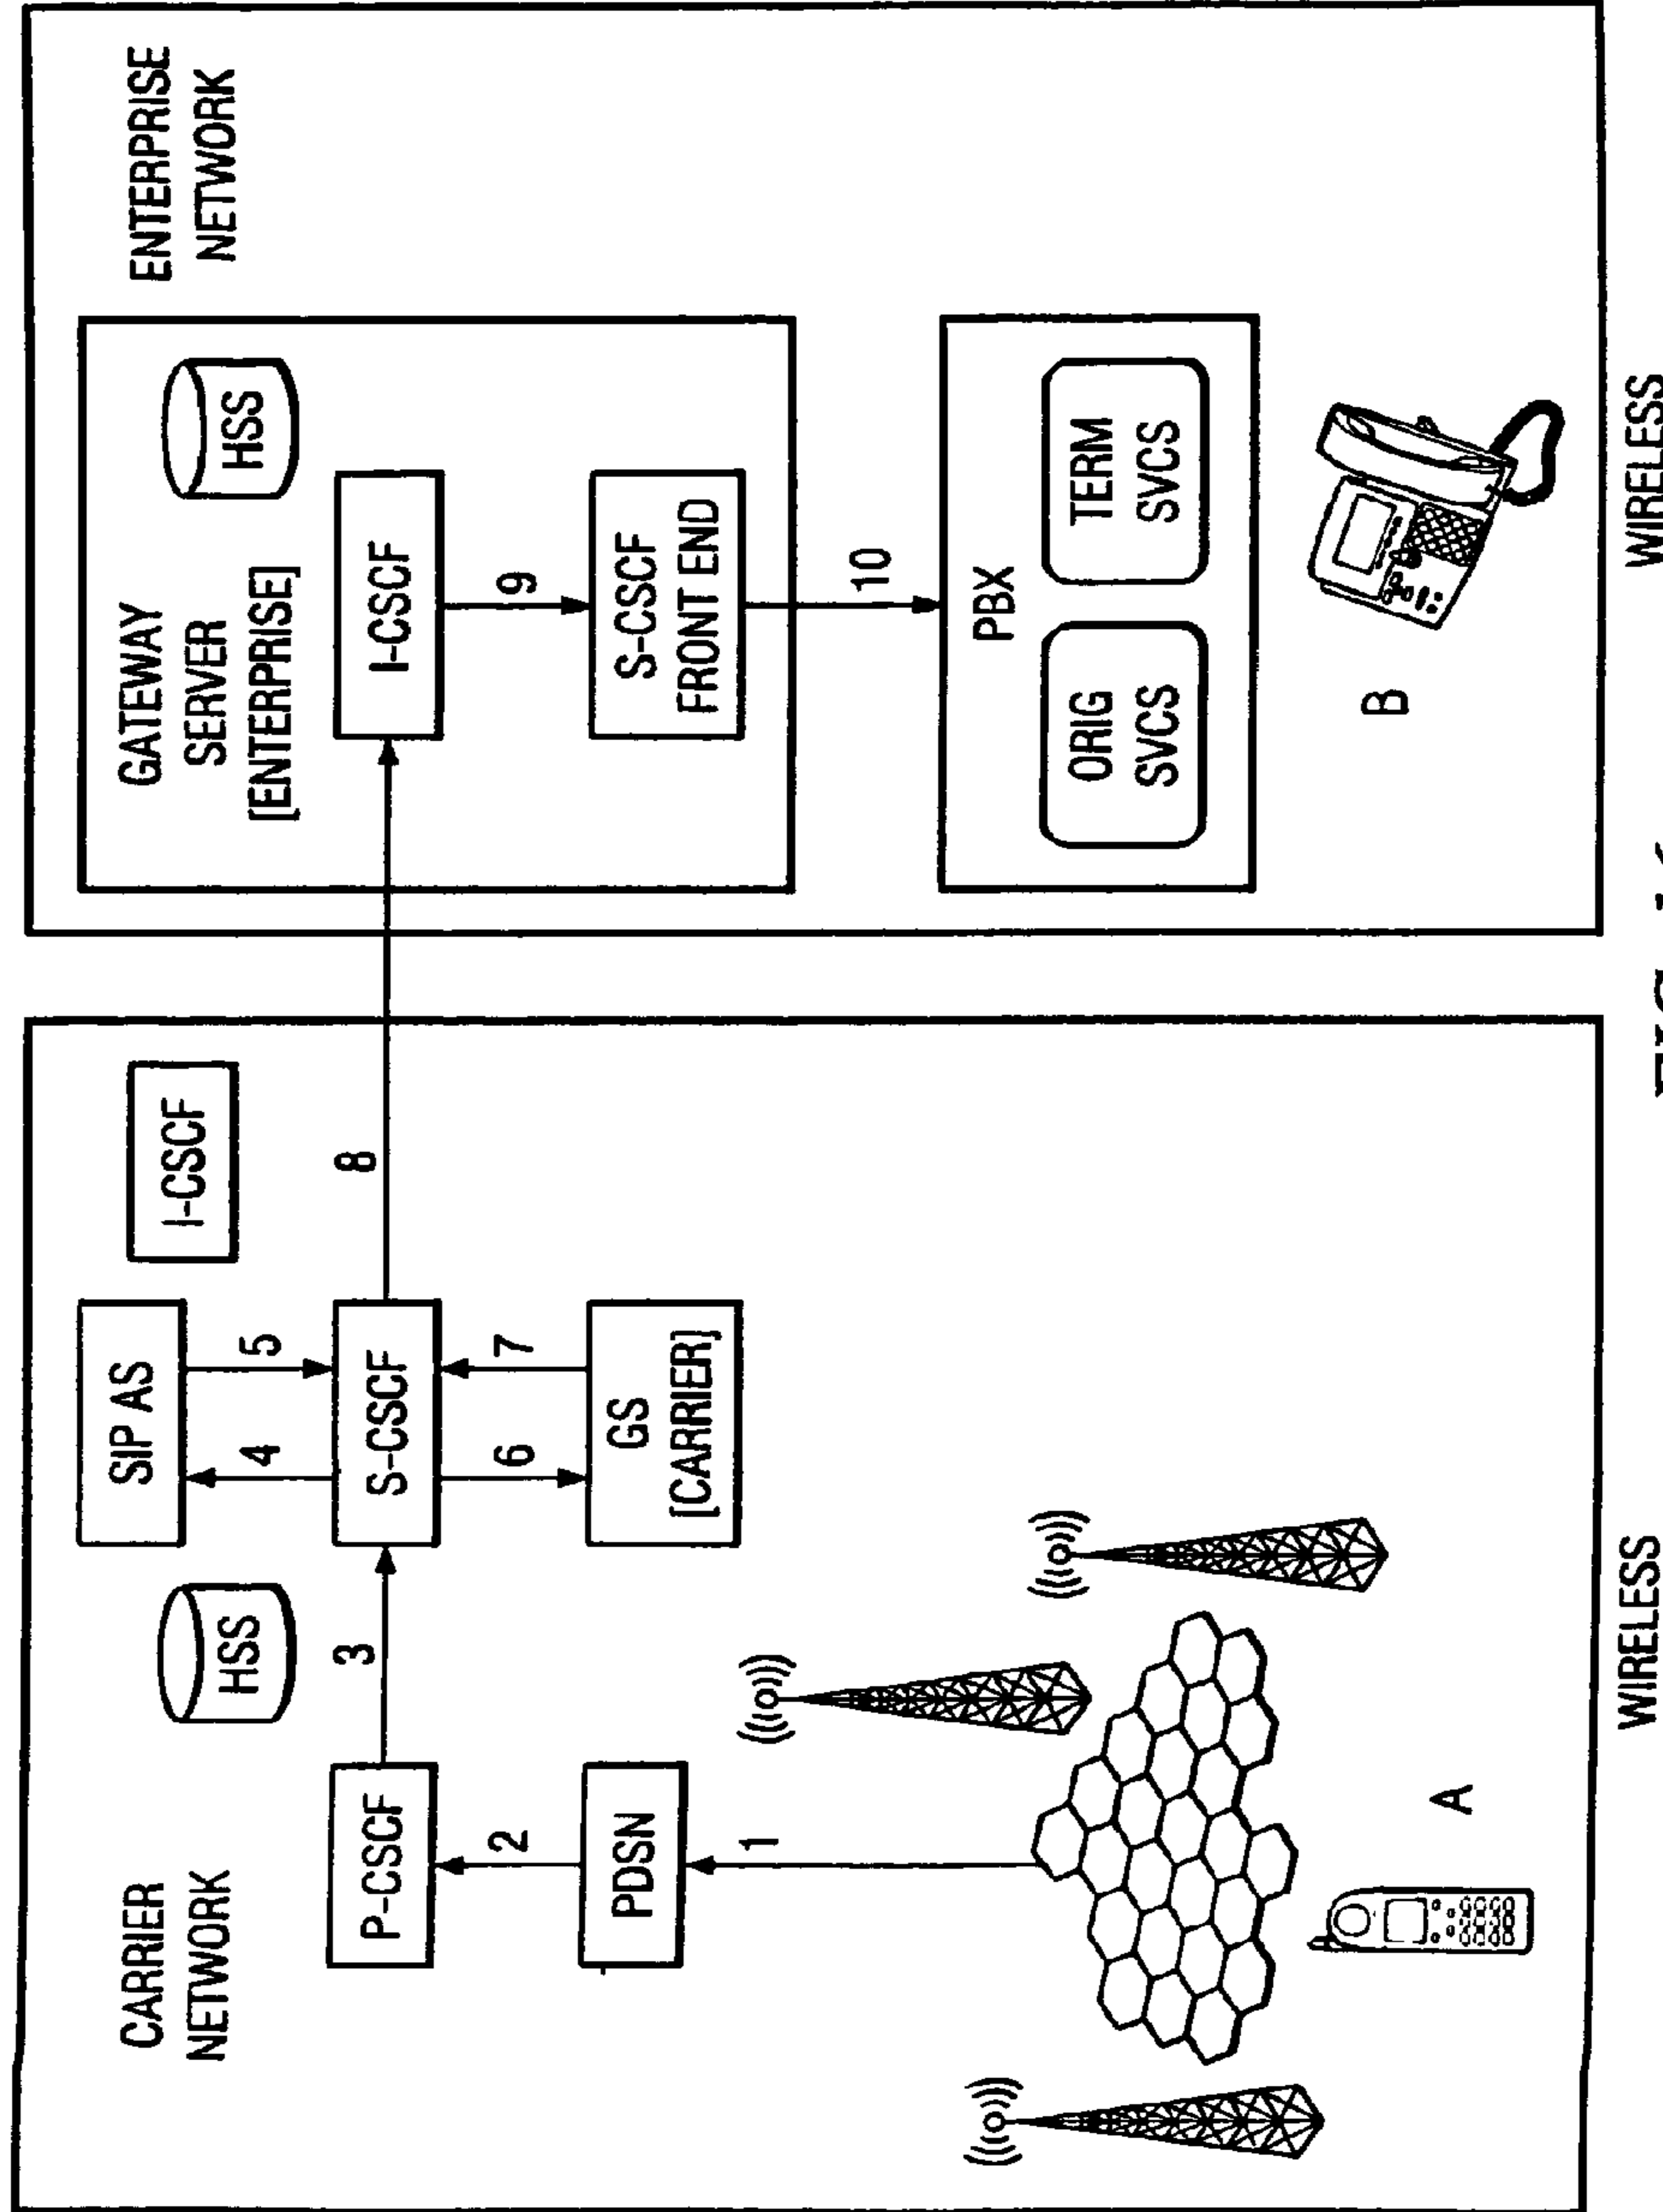 CARRIER
NETWORK
HSS
SIP AS
I-CSCF
4
5
P-CSCF
3
S-CSCF
8
2
6
7
PDSN
GS
[CARRIER]
1
A
WIRELESS
ENTERPRISE
NETWORK
GATEWAY
SERVER
[ENTERPRISE]
HSS
I-CSCF
9
S-CSCF
FRONT END
10
PBX
ORIG
SVCS
TERM
SVCS
B
WIRELESS